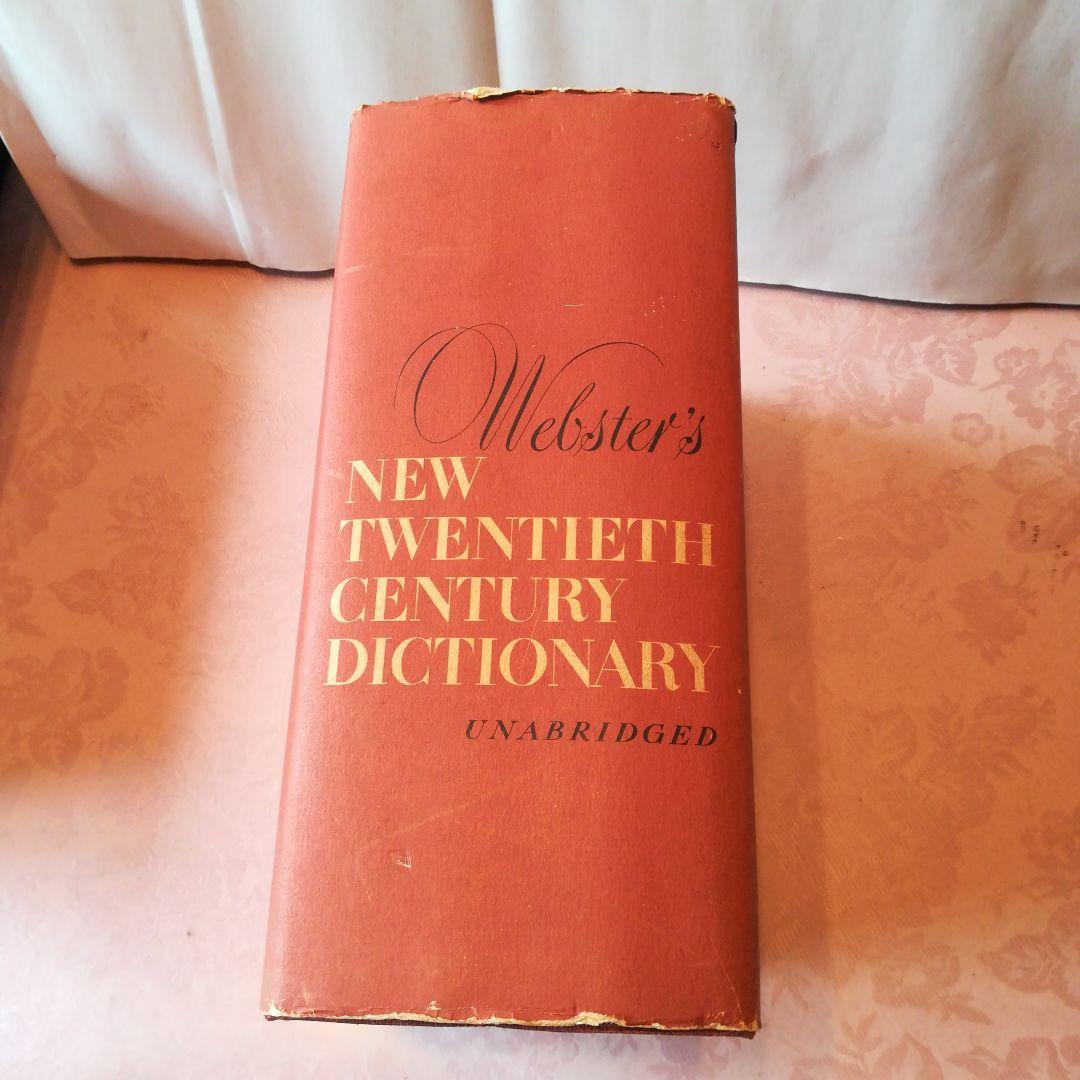 Webster's
NEW
TWENTIETH
CENTURY
DICTIONARY
UNABRIDGED